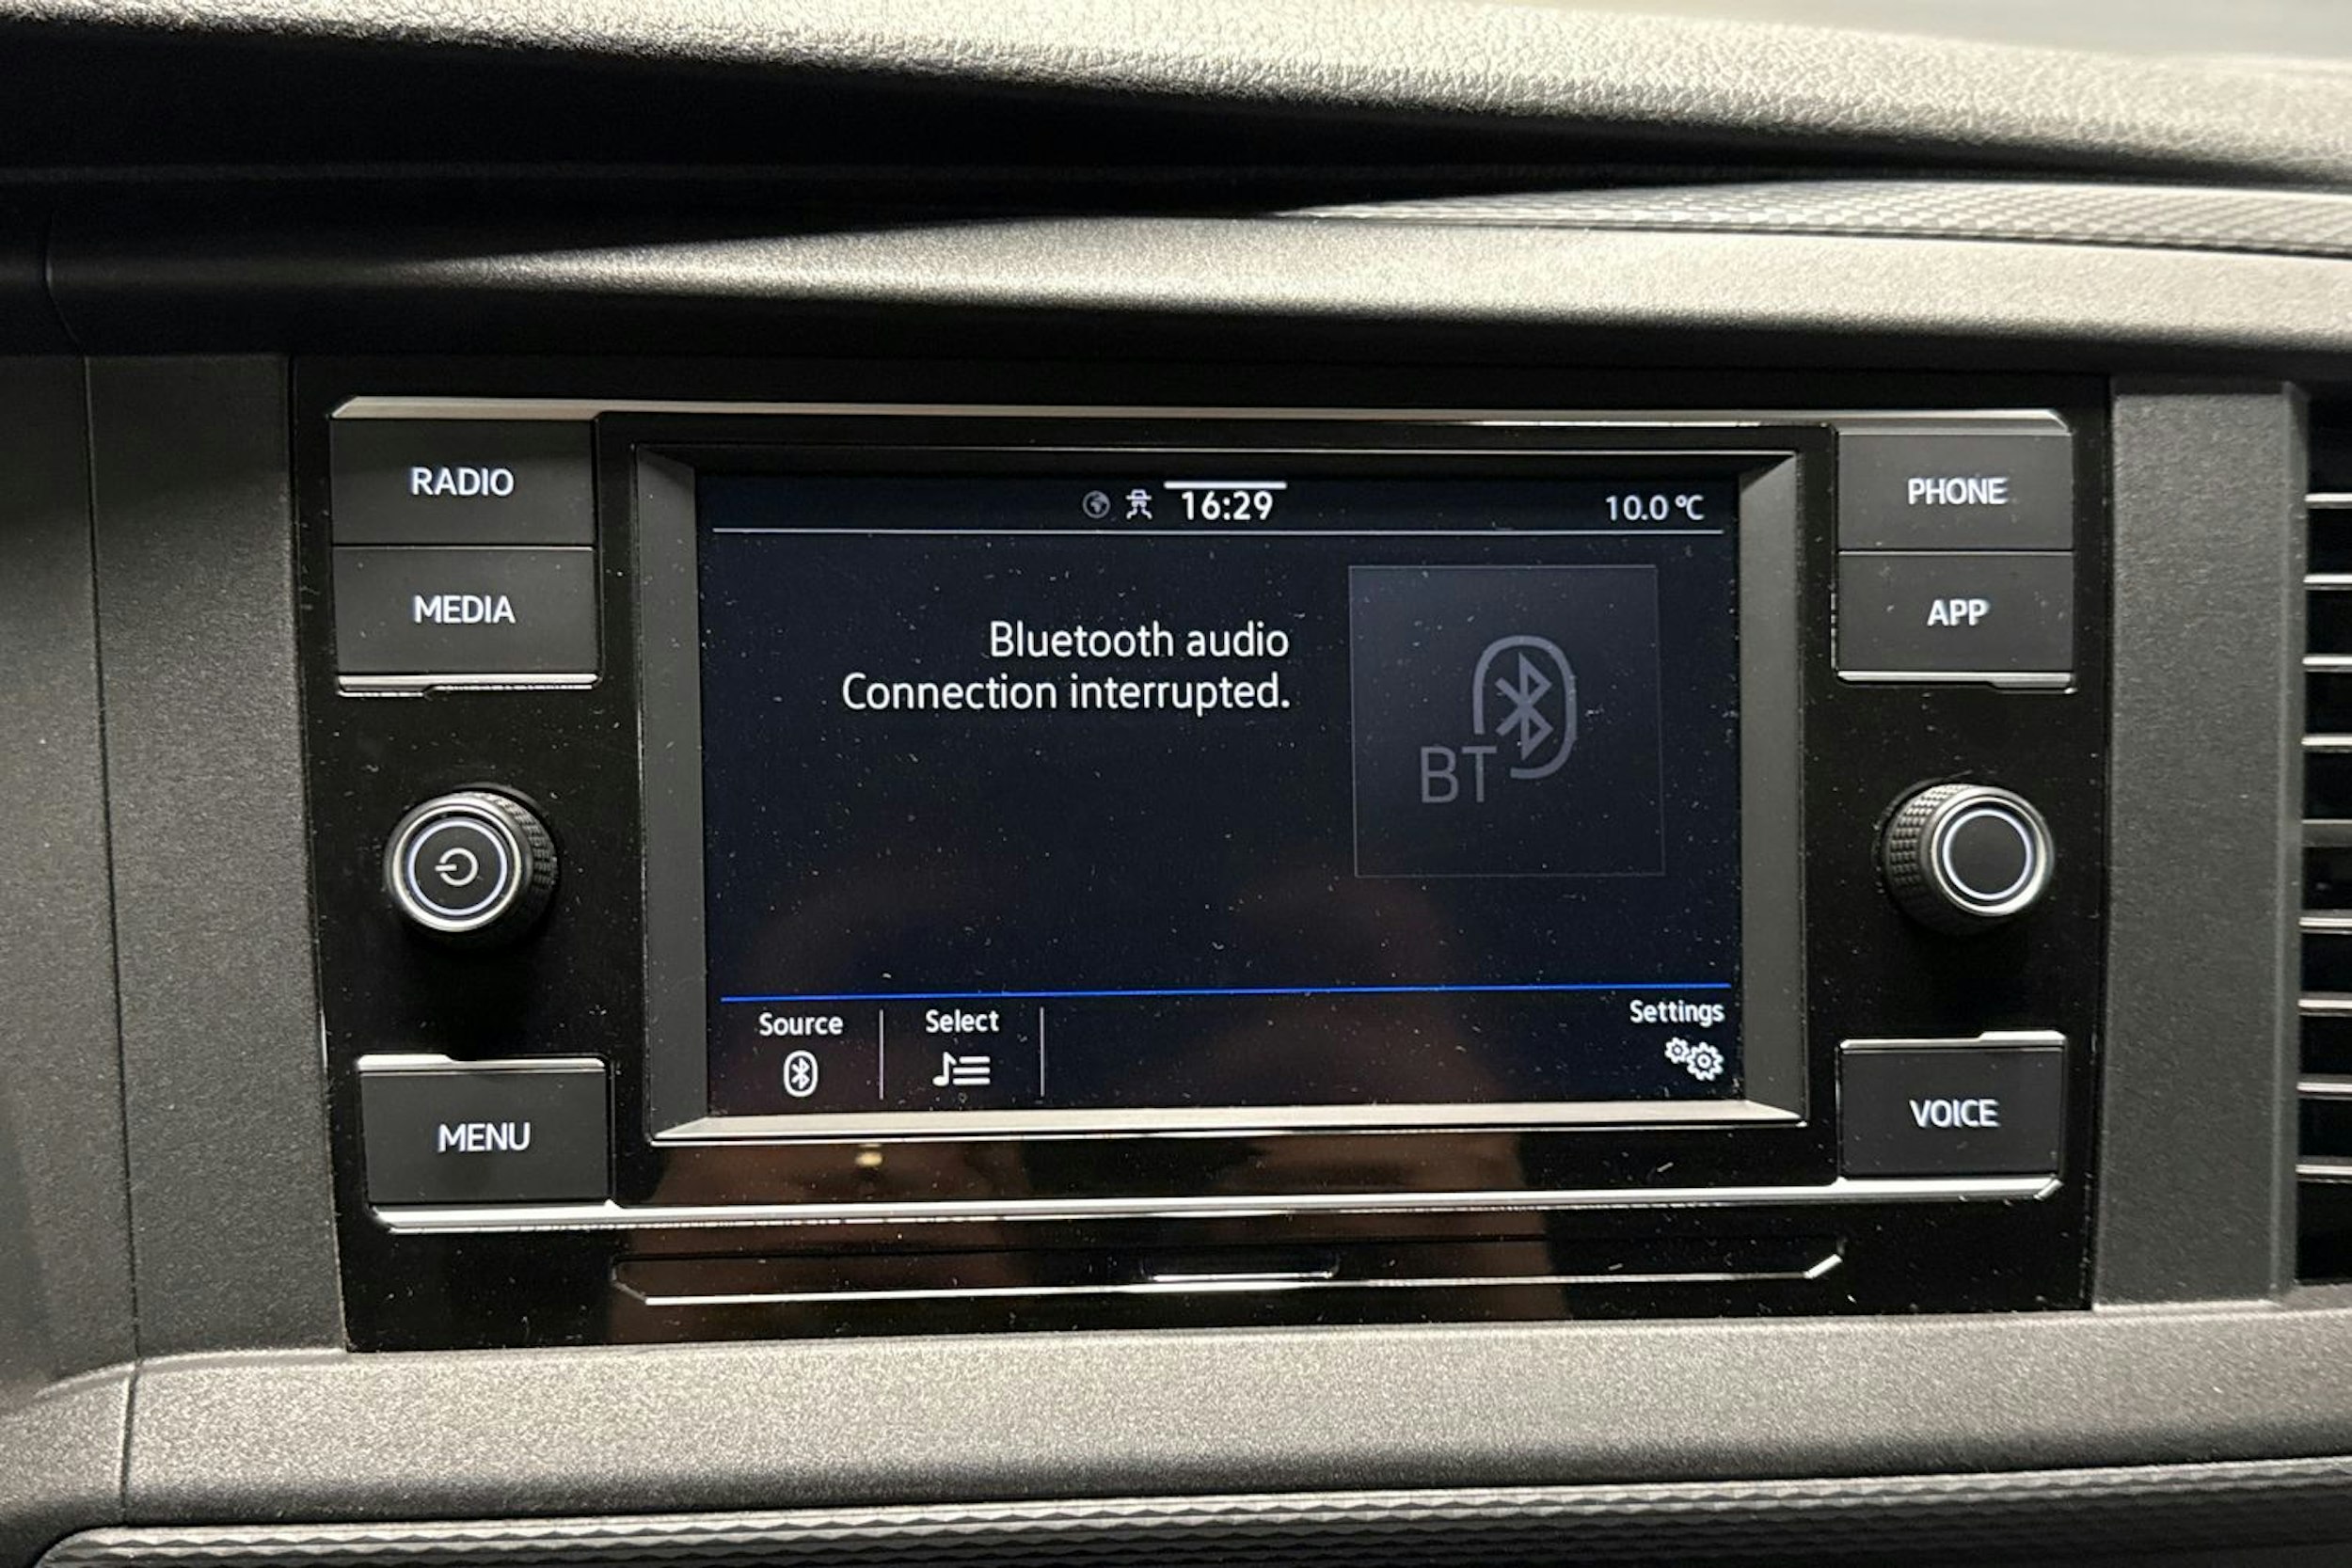 RADIO
MEDIA
MENU
16:29
10.0 °C
Bluetooth audio
Connection interrupted.
BT
Source
Select
Settings
PHONE
APP
VOICE